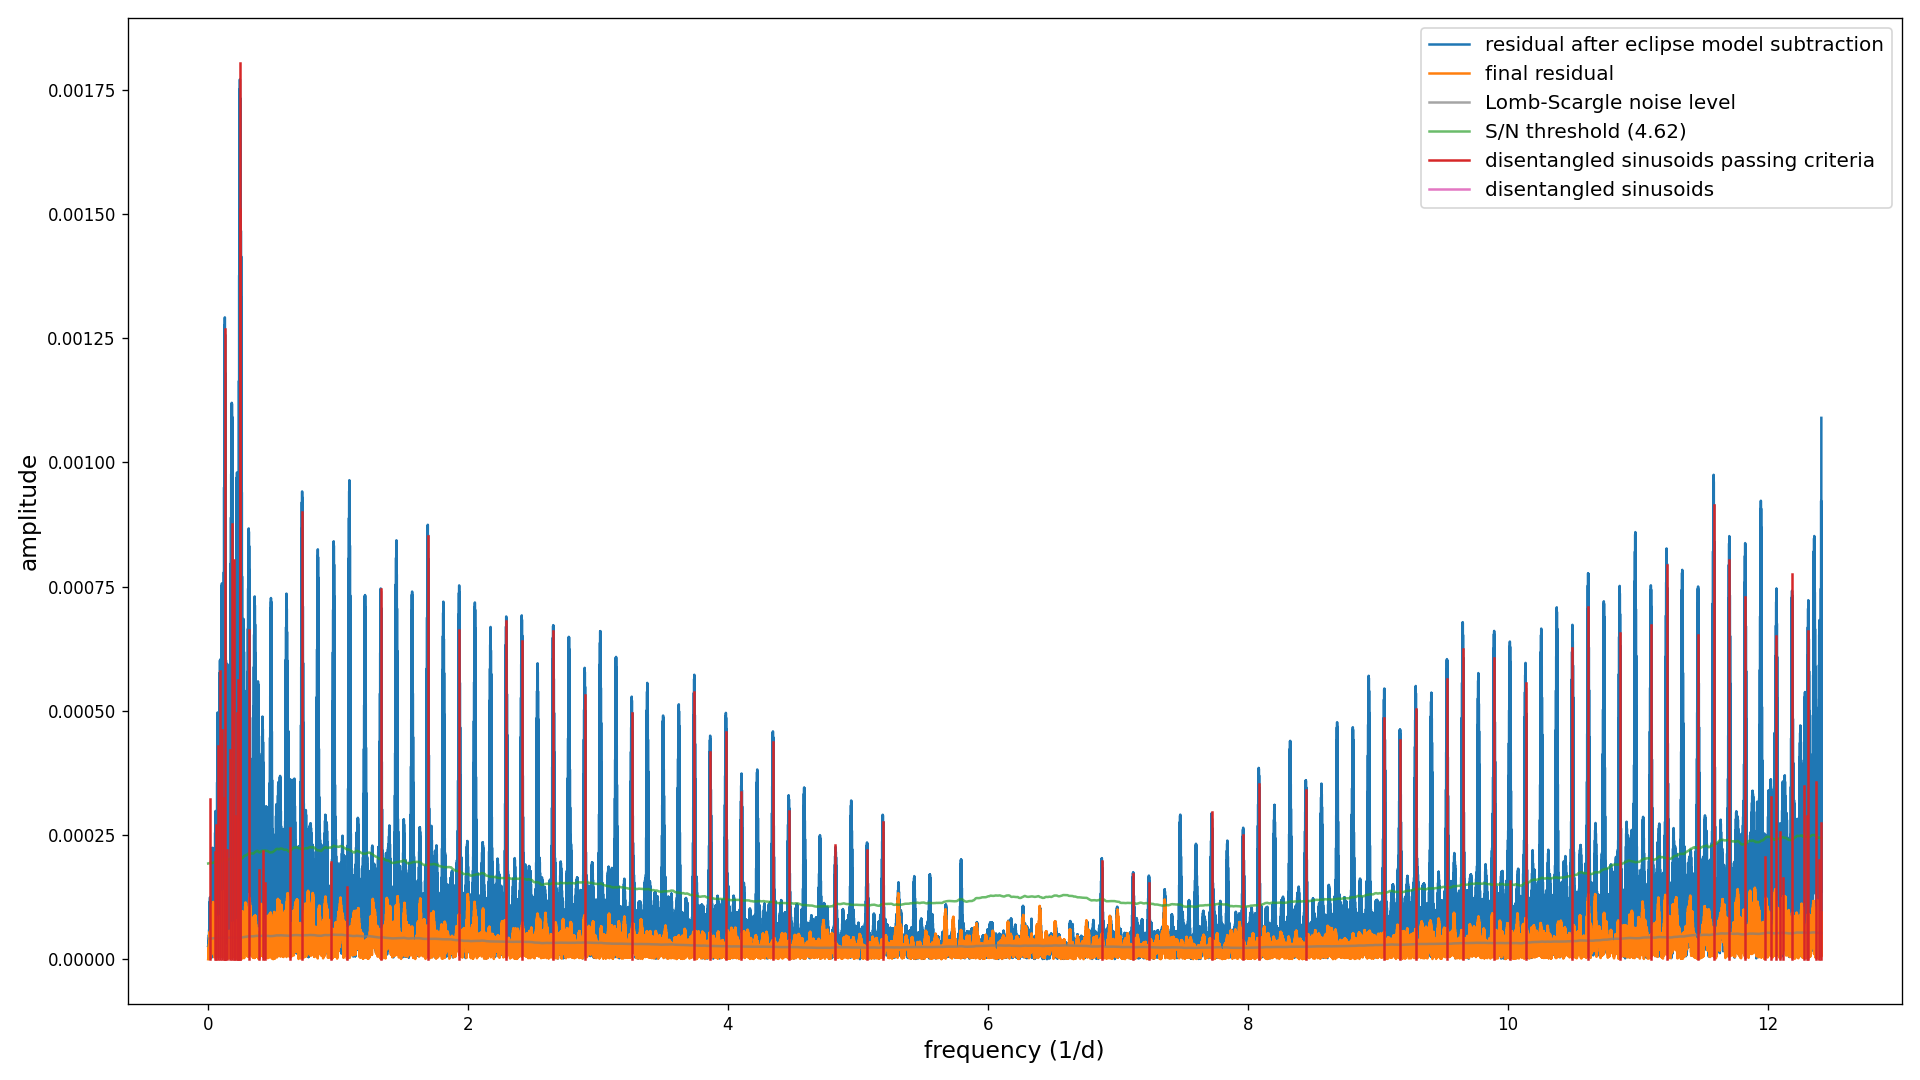 residual after eclipse model subtraction
final residual
Lomb-Scargle noise level
S/N threshold (4.62)
disentangled sinusoids passing criteria
disentangled sinusoids
0.00175
0.00150
0.00125
0.00100
0.00075
0.00050
0.00025
0.00000
amplitude
0 2 4 6 8 10 12
frequency (1/d)